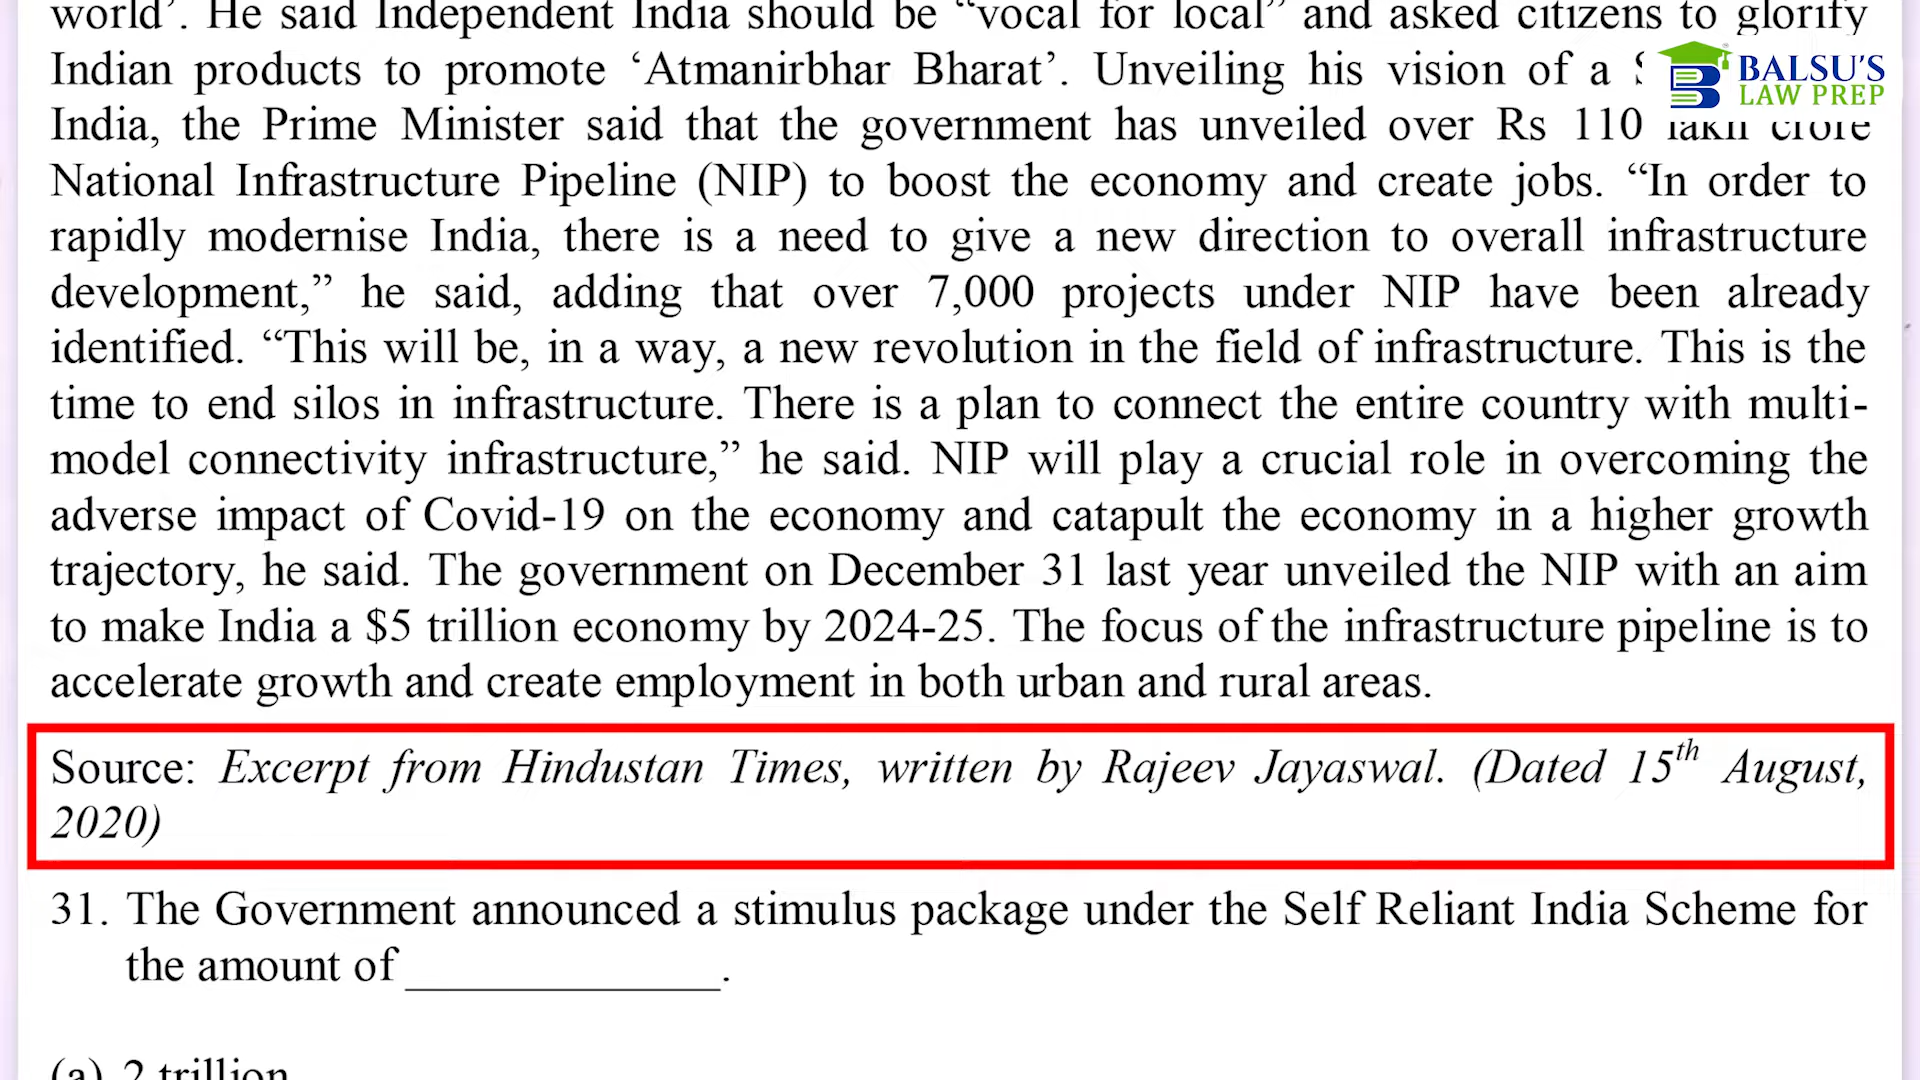 world’. He said Independent India should be “vocal for local” and asked citizens to glorify
Indian products to promote ‘Atmanirbhar Bharat’. Unveiling his vision of a
BALSU'S
LAW PREP
India, the Prime Minister said that the government has unveiled over Rs 110 lakh crore
National Infrastructure Pipeline (NIP) to boost the economy and create jobs. “In order to
rapidly modernise India, there is a need to give a new direction to overall infrastructure
development,” he said, adding that over 7,000 projects under NIP have been already
identified. “This will be, in a way, a new revolution in the field of infrastructure. This is the
time to end silos in infrastructure. There is a plan to connect the entire country with multi-
model connectivity infrastructure,” he said. NIP will play a crucial role in overcoming the
adverse impact of Covid-19 on the economy and catapult the economy in a higher growth
trajectory, he said. The government on December 31 last year unveiled the NIP with an aim
to make India a $5 trillion economy by 2024-25. The focus of the infrastructure pipeline is to
accelerate growth and create employment in both urban and rural areas.
Source: Excerpt from Hindustan Times, written by Rajeev Jayaswal. (Dated 15th August,
2020)
31. The Government announced a stimulus package under the Self Reliant India Scheme for
the amount of ______________.
(a) 2 trillion